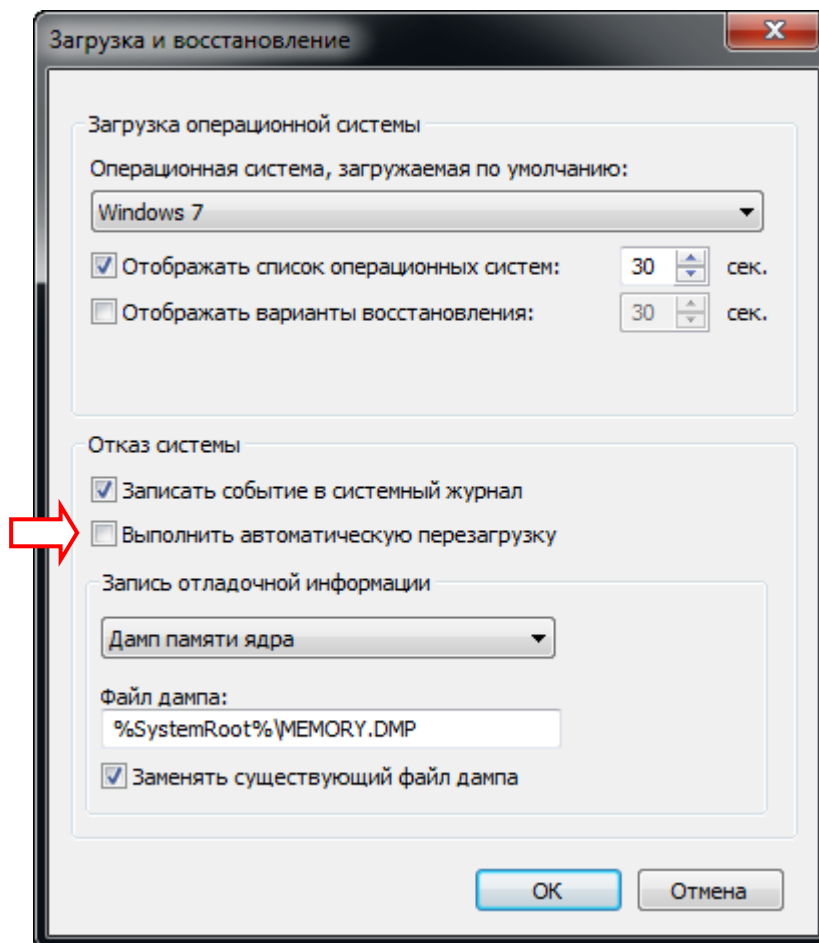 Загрузка и восстановление
Загрузка операционной системы
Операционная система, загружаемая по умолчанию:
Windows 7
Отображать список операционных систем: 30 сек.
Отображать варианты восстановления: 30 сек.
Отказ системы
Записать событие в системный журнал
Выполнить автоматическую перезагрузку
Запись отладочной информации
Дамп памяти ядра
Файл дампа:
%SystemRoot%\MEMORY.DMP
Заменять существующий файл дампа
ОК Отмена